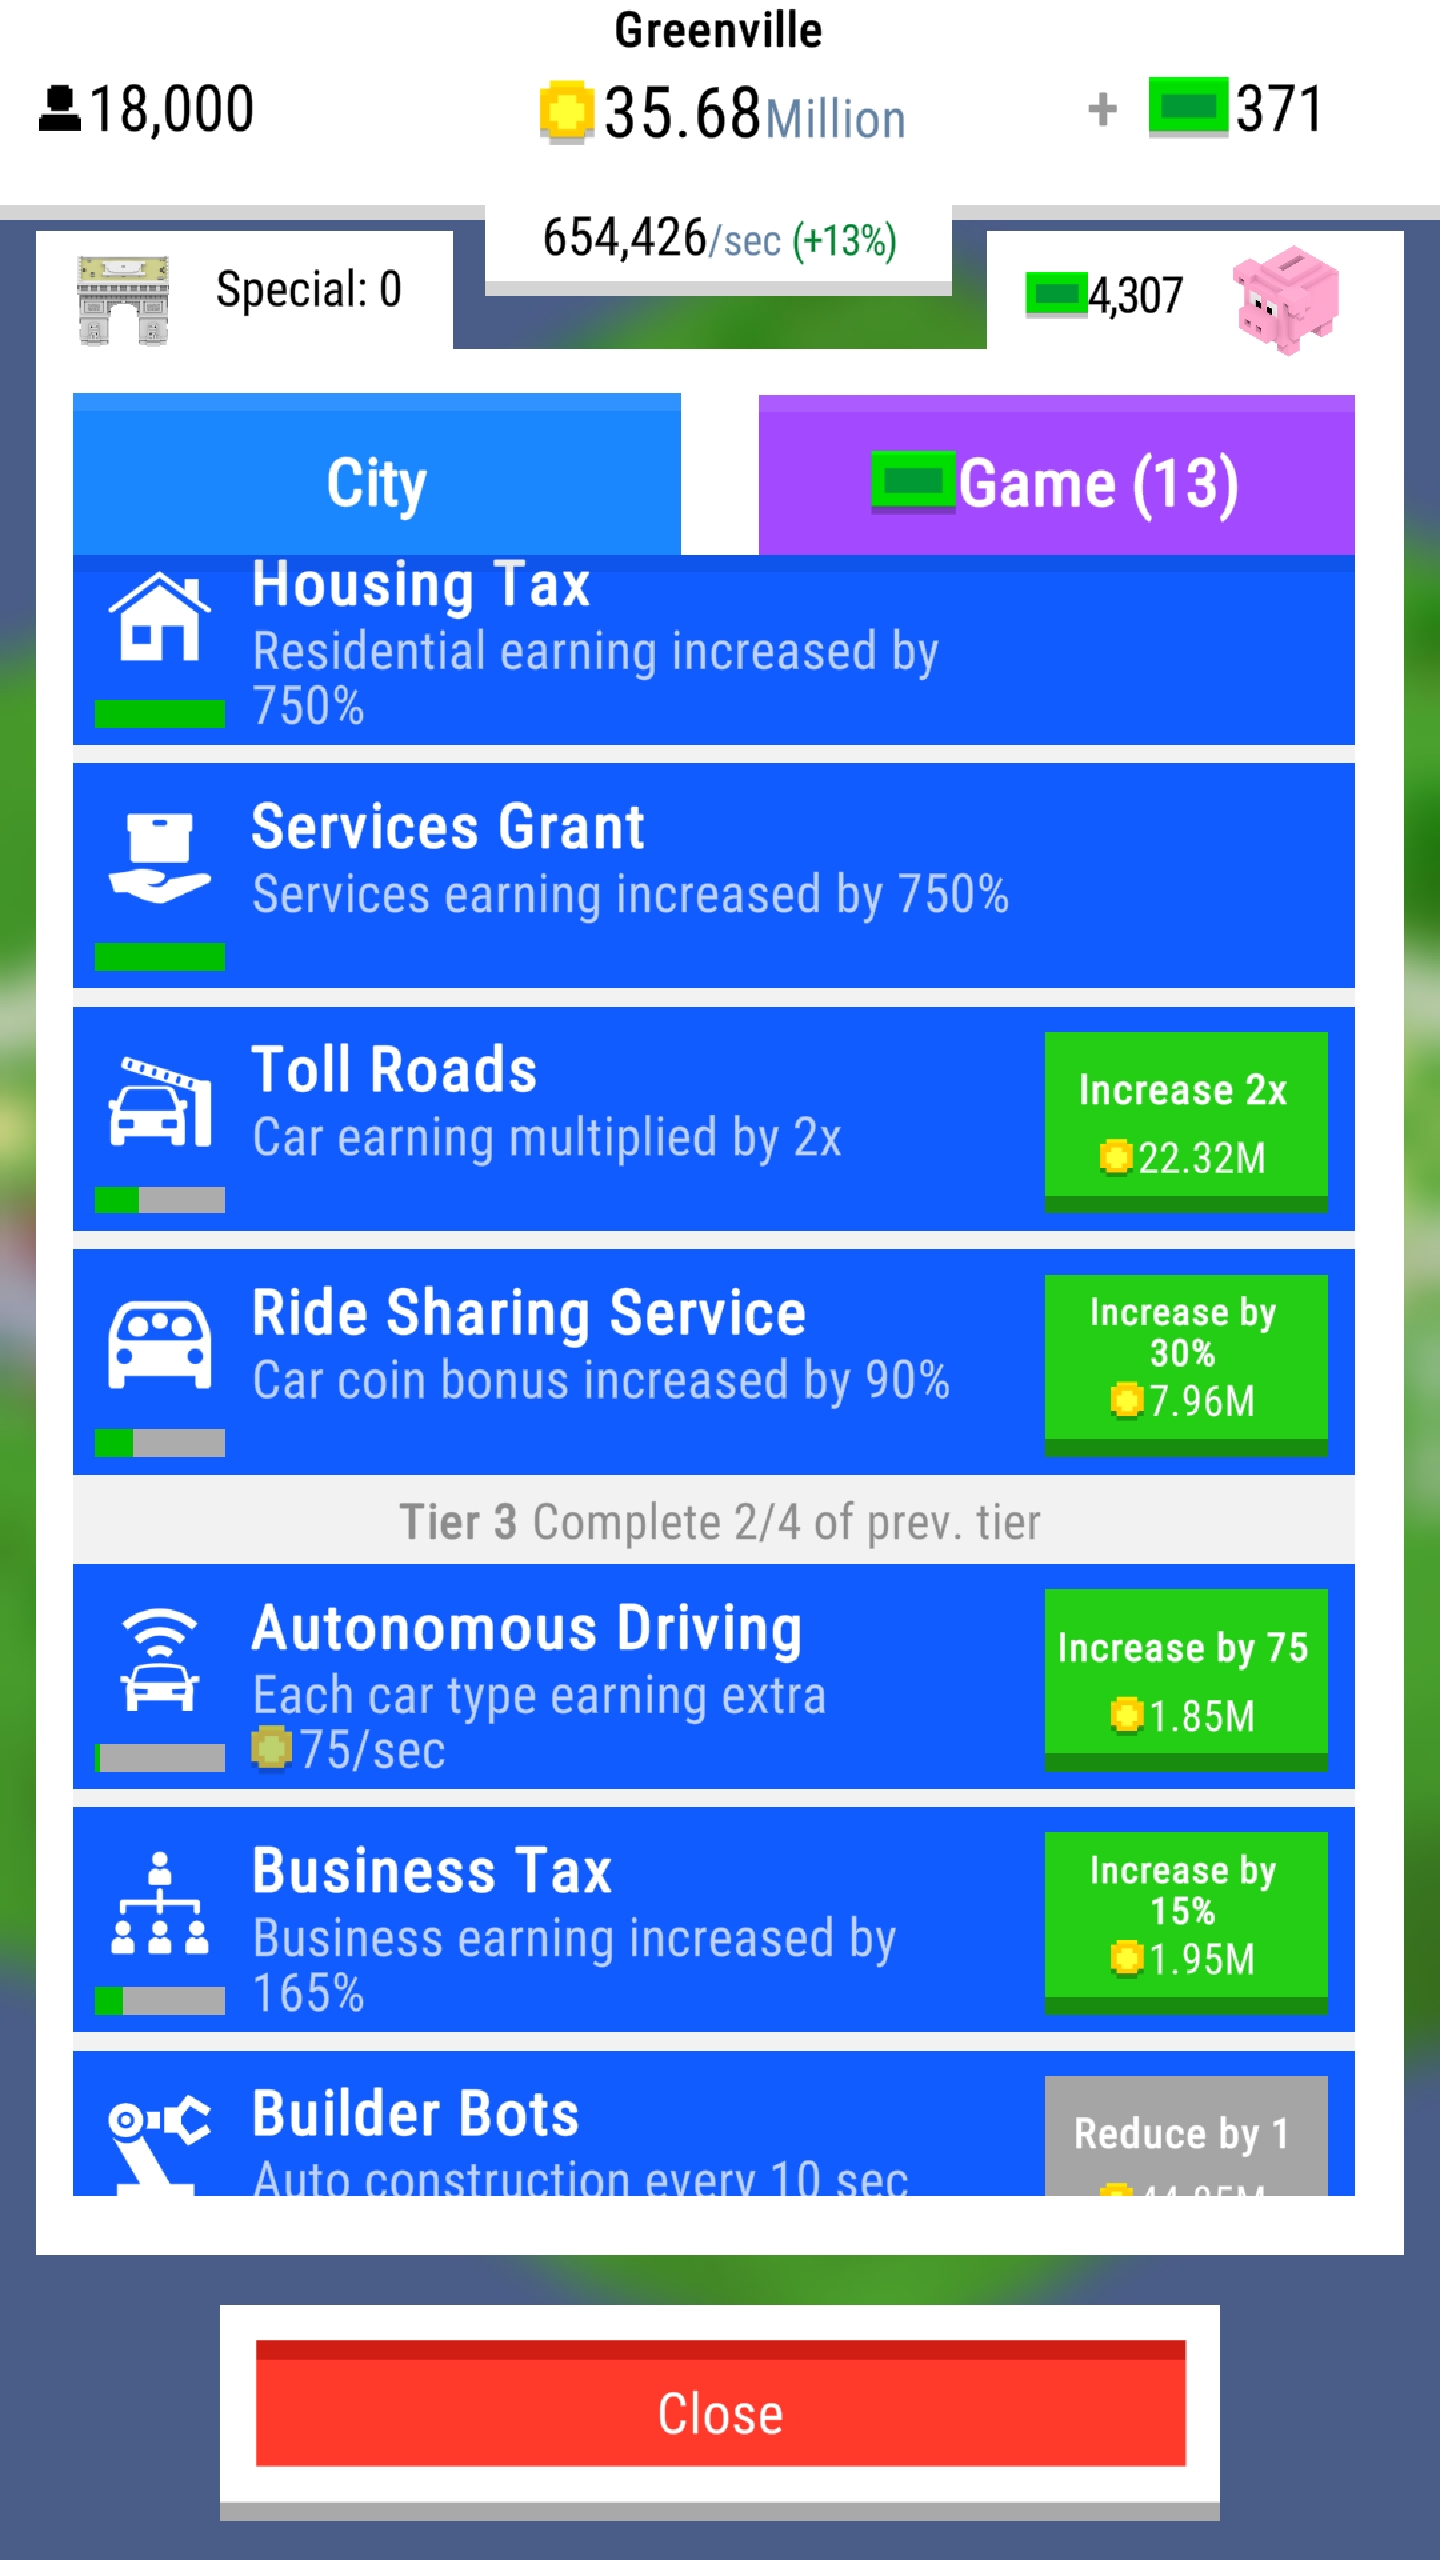 Greenville
18,000
35.68Million
+ 371
654,426/sec (+13%)
Special: 0
4,307
City
Game (13)
Housing Tax
Residential earning increased by
750%
Services Grant
Services earning increased by 750%
Toll Roads
Car earning multiplied by 2x
Increase 2x
22.32M
Ride Sharing Service
Car coin bonus increased by 90%
Increase by
30%
7.96M
Tier 3 Complete 2/4 of prev. tier
Autonomous Driving
Each car type earning extra
75/sec
Increase by 75
1.85M
Business Tax
Business earning increased by
165%
Increase by
15%
1.95M
Builder Bots
Auto construction every 10 sec
Reduce by 1
Close